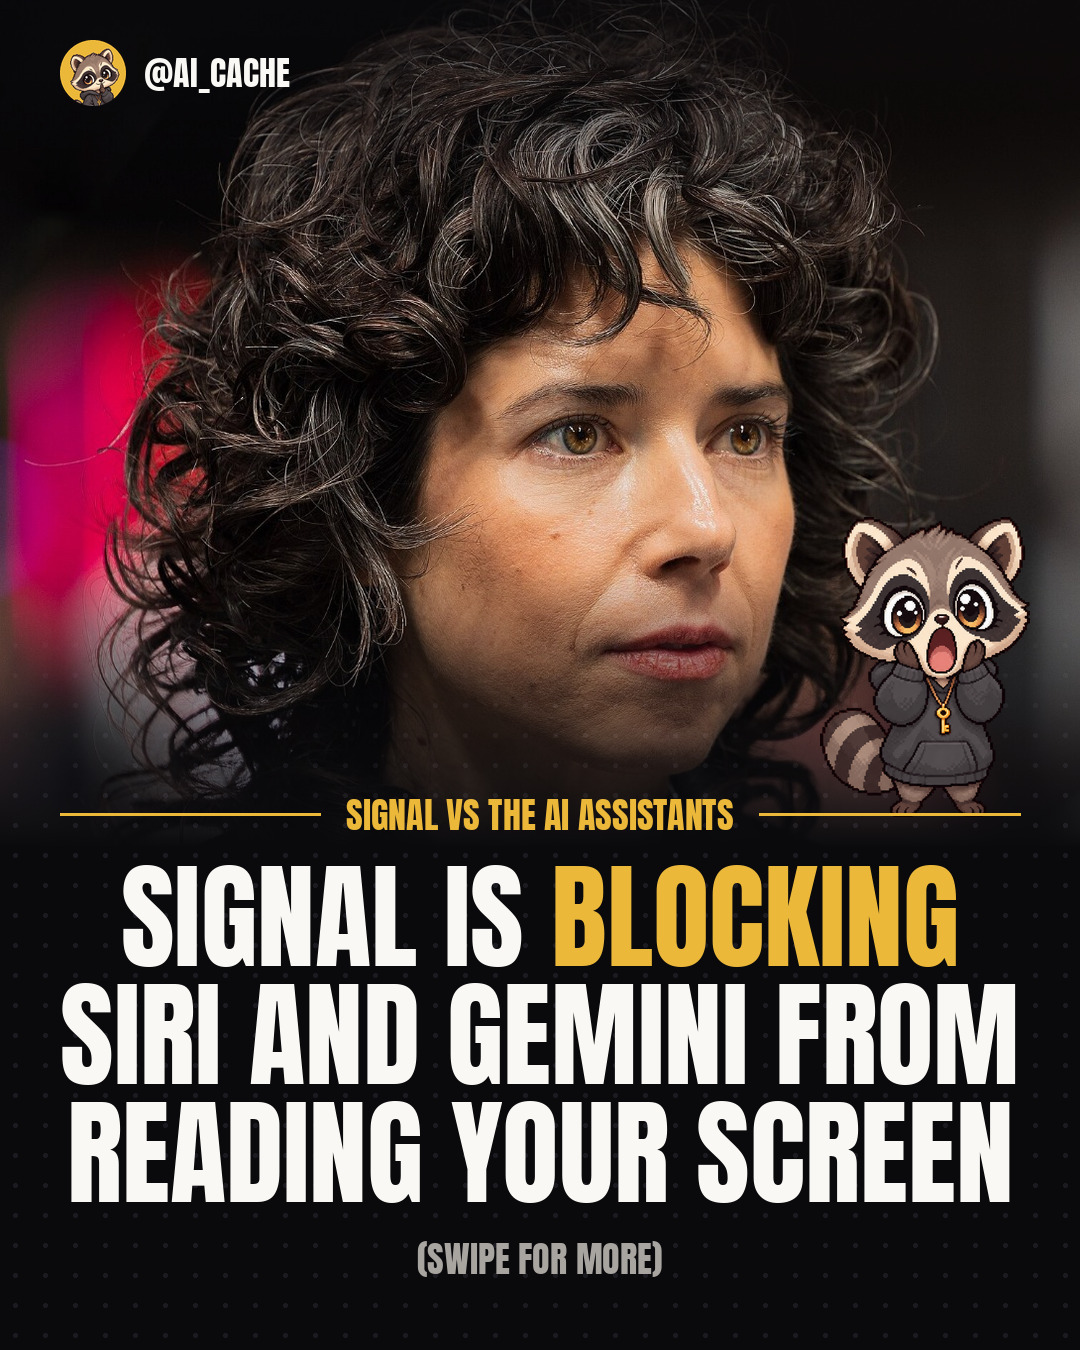 @AI_CACHE
SIGNAL VS THE AI ASSISTANTS
SIGNAL IS BLOCKING
SIRI AND GEMINI FROM
READING YOUR SCREEN
(SWIPE FOR MORE)